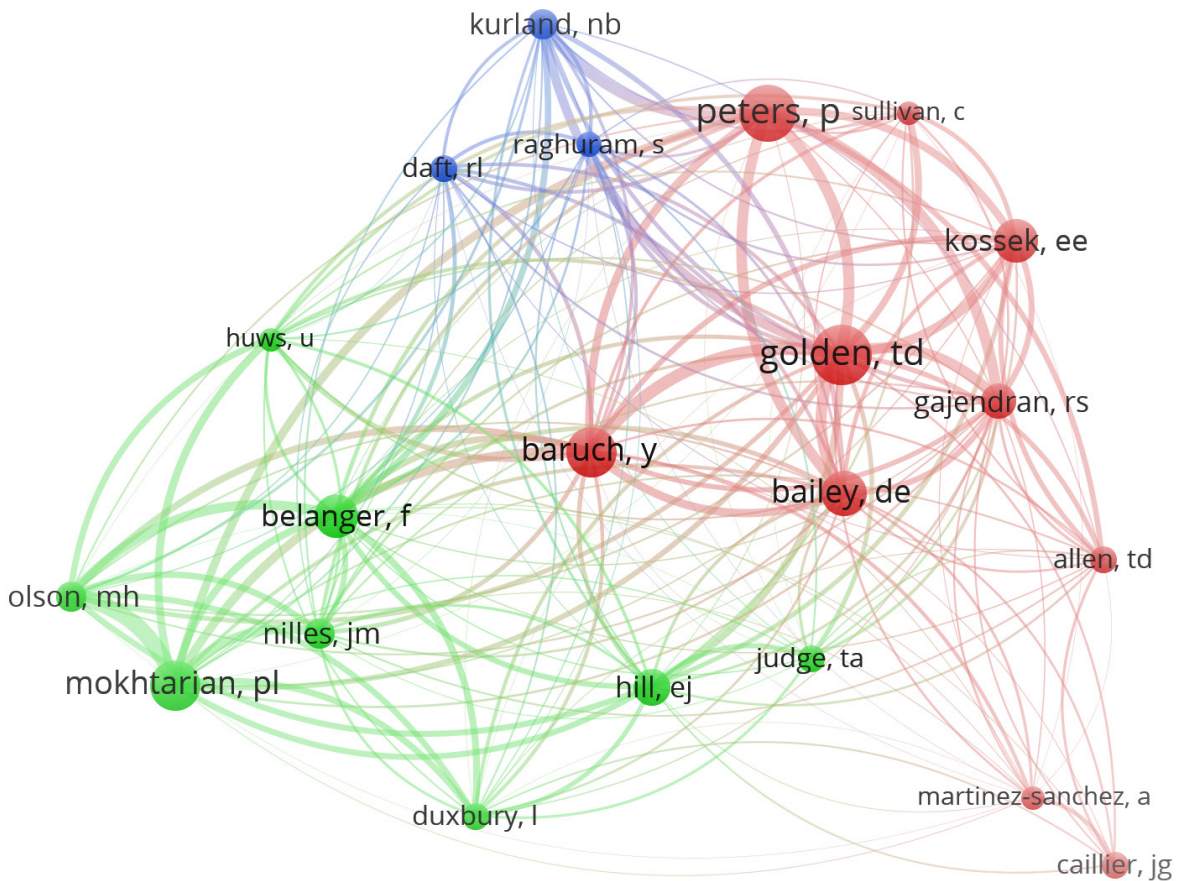 kurland, nb
peters, p
sullivan, c
raghuram, s
daft, rl
kossek, ee
huws, u
golden, td
gajendran, rs
baruch, y
bailey, de
belanger, f
allen, td
olson, mh
nilles, jm
judge, ta
mokhtarian, pl
hill, ej
martinez-sanchez, a
duxbury, l
caillier, jg